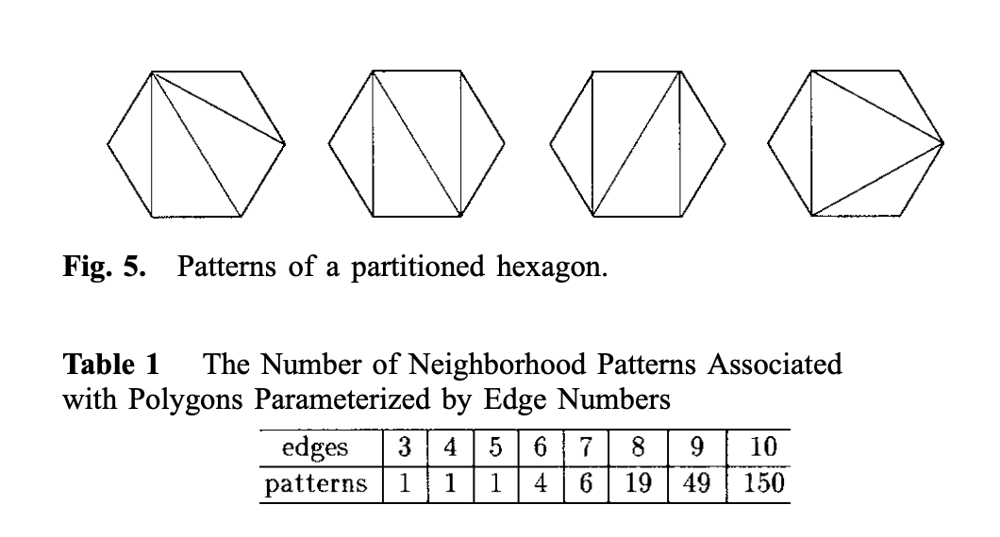 Fig. 5. Patterns of a partitioned hexagon.
Table 1 The Number of Neighborhood Patterns Associated
with Polygons Parameterized by Edge Numbers
edges 3 4 5 6 7 8 9 10
patterns 1 1 1 4 6 19 49 150